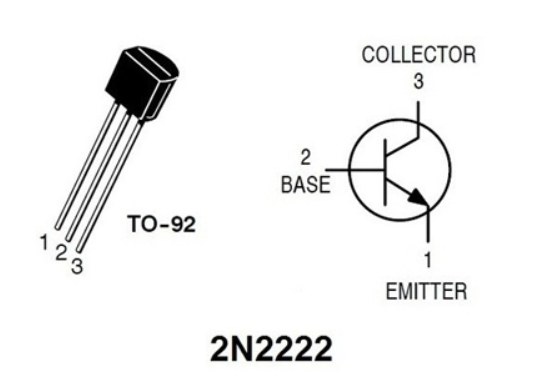 COLLECTOR
3
2
BASE
1
EMITTER
TO-92
1
2
3
2N2222